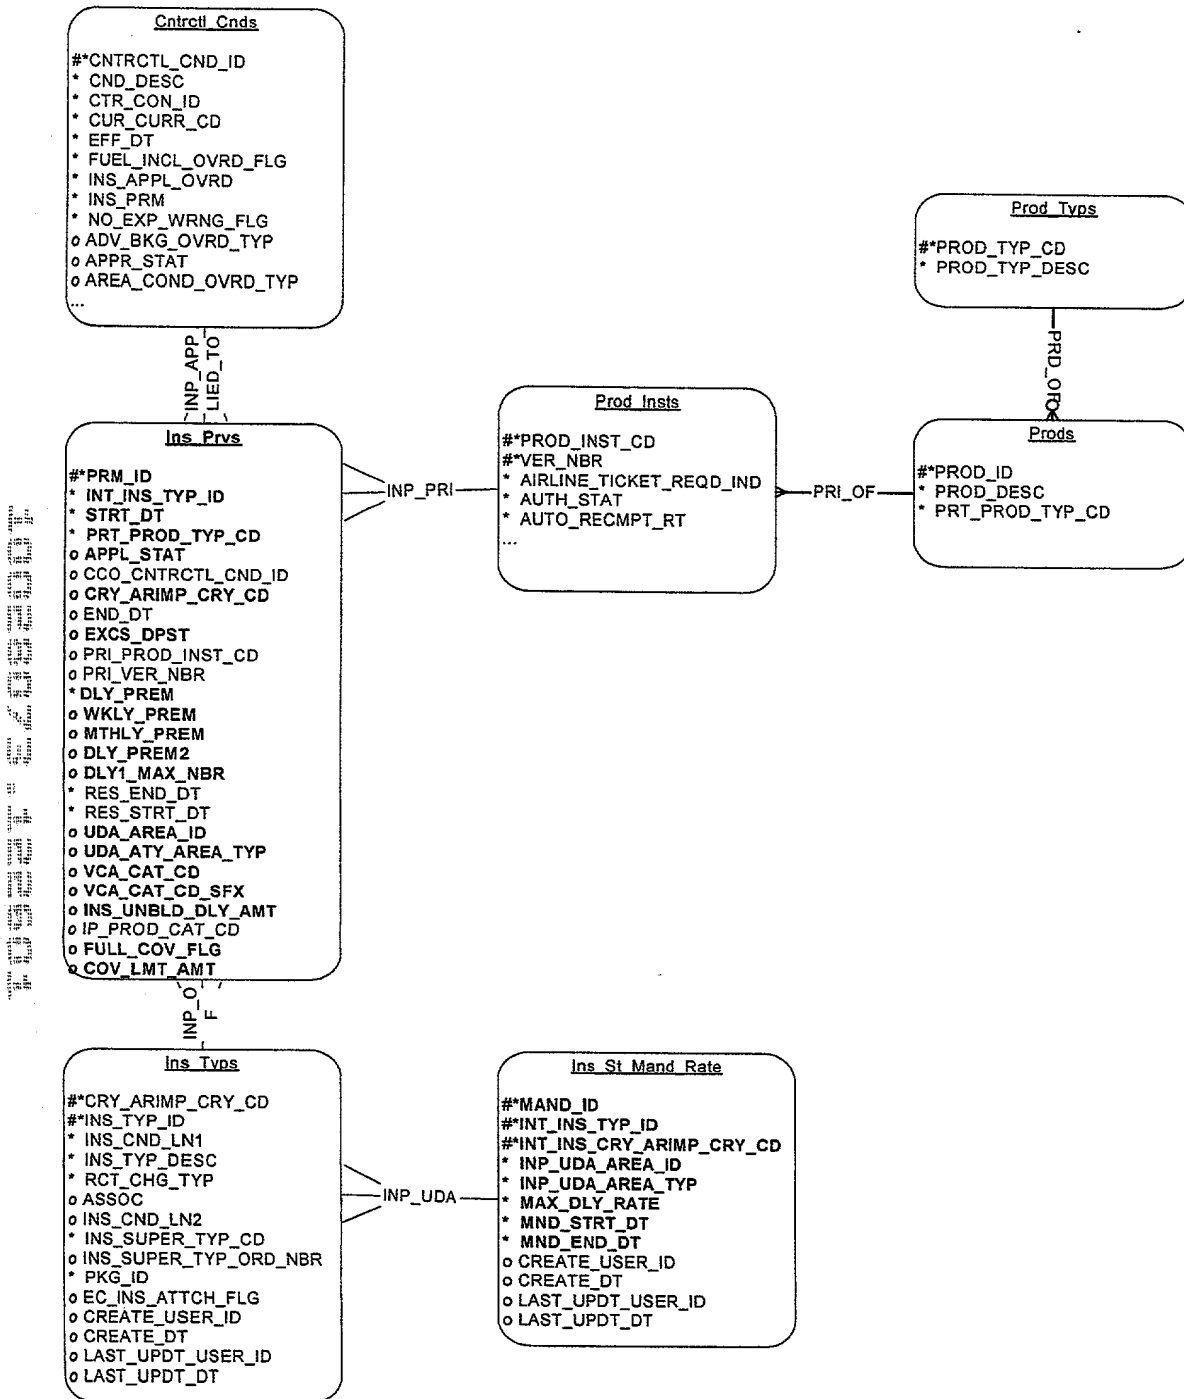 Cntrctl_Cnds
#*CNTRCTL_CND_ID
* CND_DESC
* CTR_CON_ID
* CUR_CURR_CD
* EFF_DT
* FUEL_INCL_OVRD_FLG
* INS_APPL_OVRD
* INS_PRM
* NO_EXP_WRNG_FLG
o ADV_BKG_OVRD_TYP
o APPR_STAT
o AREA_COND_OVRD_TYP
...
INP_APP
LIED_TO
Prod_Typs
#*PROD_TYP_CD
* PROD_TYP_DESC
PRD_OF
Ins_Prvs
#*PRM_ID
* INT_INS_TYP_ID
* STRT_DT
* PRT_PROD_TYP_CD
o APPL_STAT
o CCO_CNTRCTL_CND_ID
o CRY_ARIMP_CRY_CD
o END_DT
o EXCS_DPST
o PRI_PROD_INST_CD
o PRI_VER_NBR
* DLY_PREM
o WKLY_PREM
o MTHLY_PREM
o DLY_PREM2
o DLY1_MAX_NBR
* RES_END_DT
* RES_STRT_DT
o UDA_AREA_ID
o UDA_ATY_AREA_TYP
o VCA_CAT_CD
o VCA_CAT_CD_SFX
o INS_UNBLD_DLY_AMT
o IP_PROD_CAT_CD
o FULL_COV_FLG
o COV_LMT_AMT
INP_PRI
Prod_Insts
#*PROD_INST_CD
#*VER_NBR
* AIRLINE_TICKET_REQD_IND
* AUTH_STAT
* AUTO_RECMPT_RT
...
PRI_OF
Prods
#*PROD_ID
* PROD_DESC
* PRT_PROD_TYP_CD
INP_O
F
Ins_Typs
#*CRY_ARIMP_CRY_CD
#*INS_TYP_ID
* INS_CND_LN1
* INS_TYP_DESC
* RCT_CHG_TYP
o ASSOC
o INS_CND_LN2
* INS_SUPER_TYP_CD
o INS_SUPER_TYP_ORD_NBR
* PKG_ID
o EC_INS_ATTCH_FLG
o CREATE_USER_ID
o CREATE_DT
o LAST_UPDT_USER_ID
o LAST_UPDT_DT
INP_UDA
Ins_St_Mand_Rate
#*MAND_ID
#*INT_INS_TYP_ID
#*INT_INS_CRY_ARIMP_CRY_CD
* INP_UDA_AREA_ID
* INP_UDA_AREA_TYP
* MAX_DLY_RATE
* MND_STRT_DT
* MND_END_DT
o CREATE_USER_ID
o CREATE_DT
o LAST_UPDT_USER_ID
o LAST_UPDT_DT